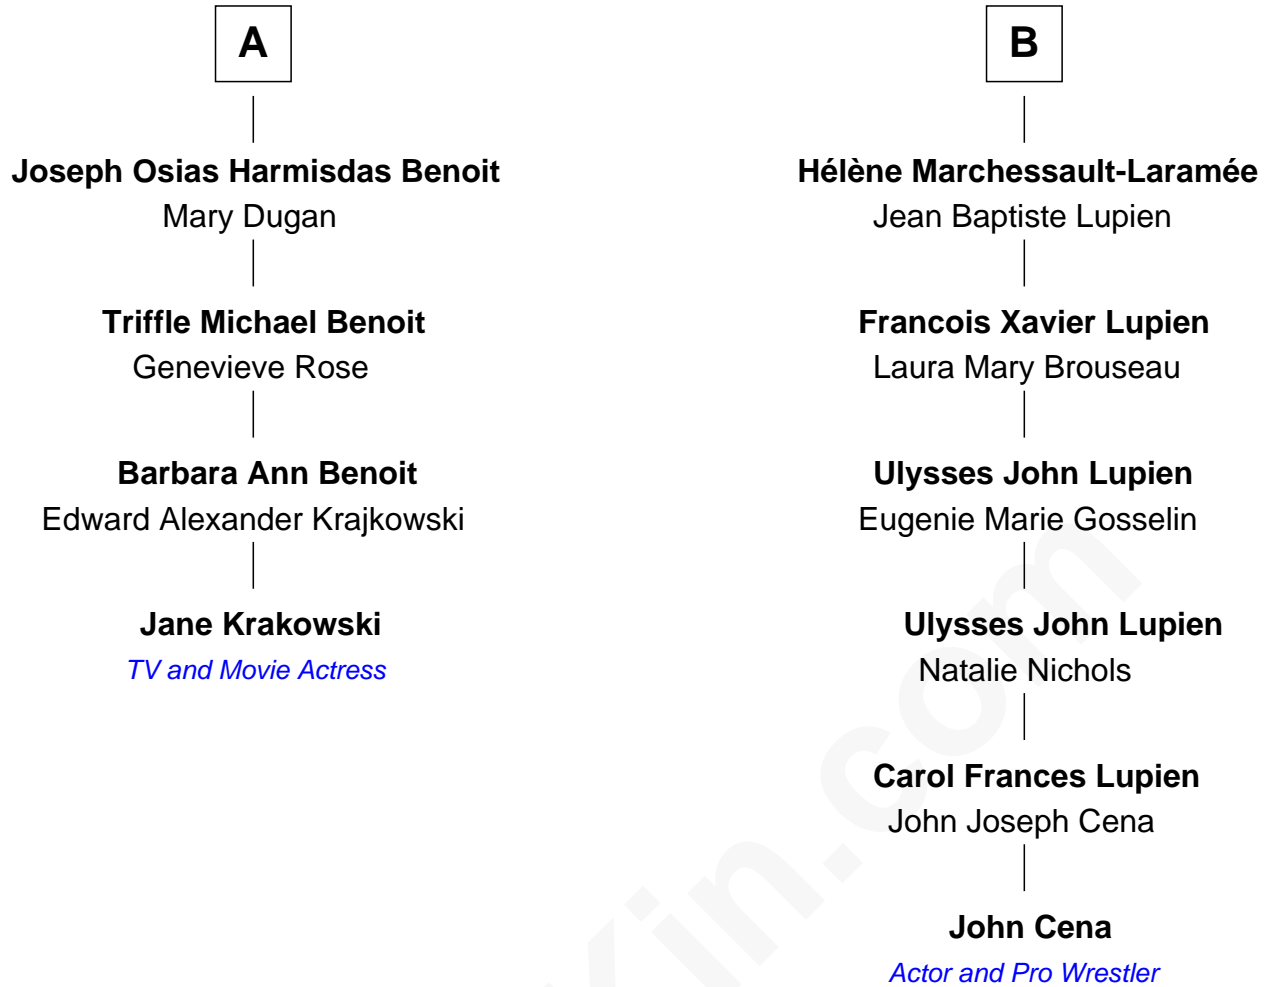 A
Joseph Osias Harmisdas Benoit
Mary Dugan
Triffle Michael Benoit
Genevieve Rose
Barbara Ann Benoit
Edward Alexander Krajkowski
Jane Krakowski
TV and Movie Actress
B
Hélène Marchessault-Laramée
Jean Baptiste Lupien
Francois Xavier Lupien
Laura Mary Brouseau
Ulysses John Lupien
Eugenie Marie Gosselin
Ulysses John Lupien
Natalie Nichols
Carol Frances Lupien
John Joseph Cena
John Cena
Actor and Pro Wrestler
Kin.com